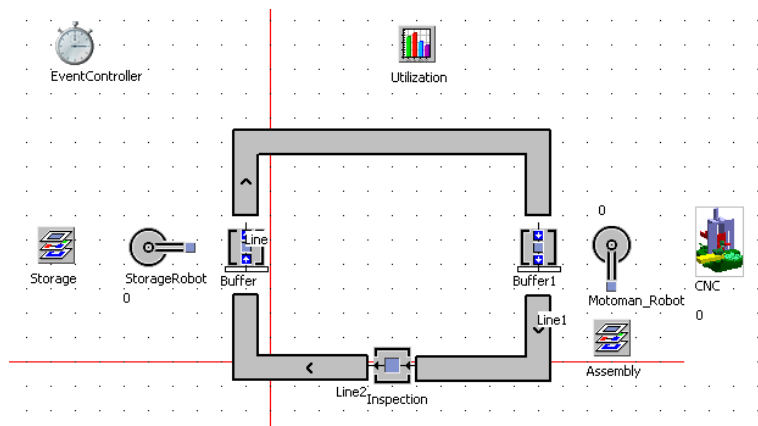 EventController
Utilization
0
Line
Storage
StorageRobot
Buffer
Buffer1
Motoman_Robot
CNC
0
0
Line1
Assembly
Line2
Inspection